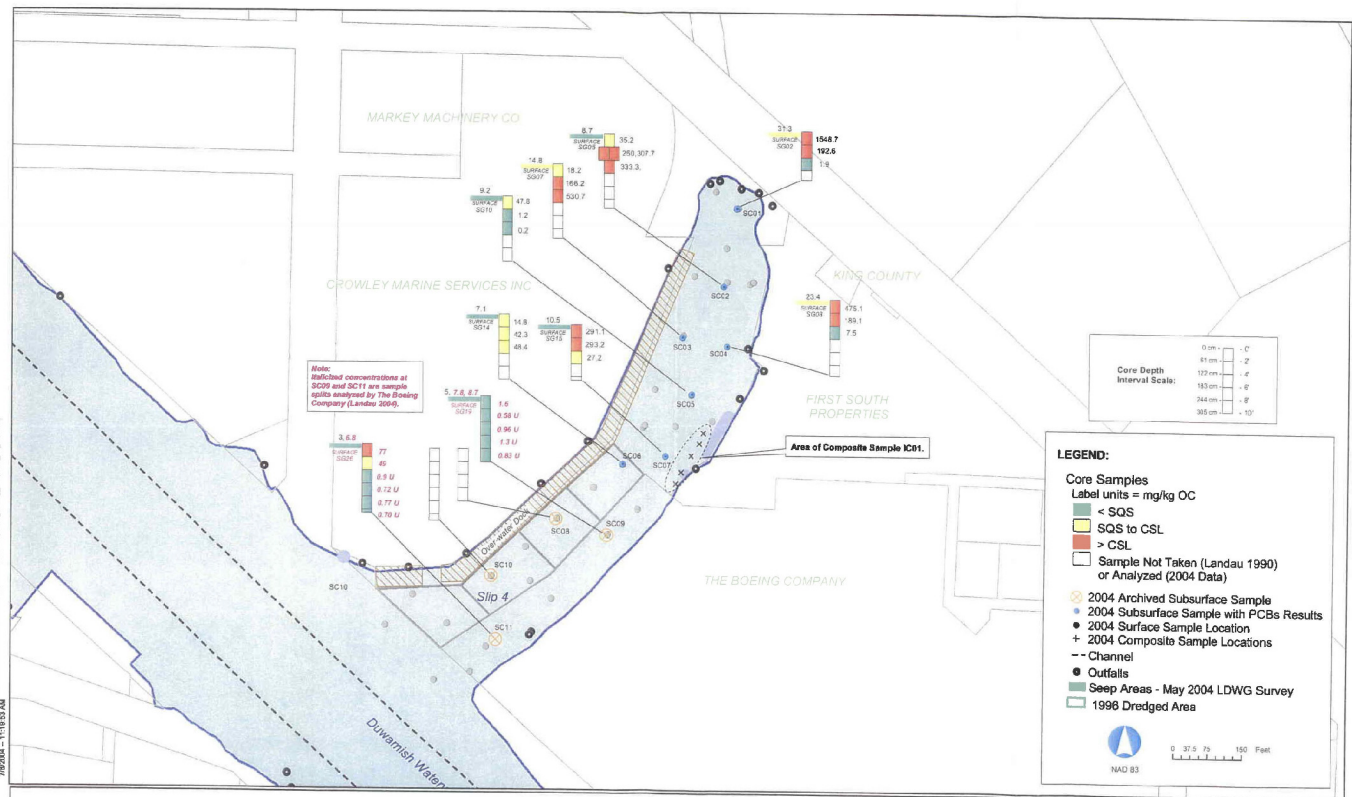 MARKEY MACHINERY CO
8.7
SURFACE
SG05
35.2
250,307.7
333.3
31.3
SURFACE
SG02
1548.7
192.6
1.9
14.8
SURFACE
SG07
18.2
166.2
530.7
9.2
SURFACE
SG10
47.8
1.2
0.2
SC01
KING COUNTY
CROWLEY MARINE SERVICES INC
SC02
23.4
SURFACE
475.1
189.1
7.5
7.1
SURFACE
SG14
14.8
42.3
48.4
10.5
SURFACE
SG15
291.1
293.2
27.2
SC03
SC04
Core Depth
Interval Scale:
0 cm - - 0'
61 cm - - 2'
122 cm - - 4'
183 cm - - 6'
244 cm - - 8'
305 cm - - 10'
Note:
Italicized concentrations at
SC09 and SC11 are sample
splits analyzed by The Boeing
Company (Landau 2004).
5, 7.8, 8.7
SURFACE
1.6
0.58 U
0.96 U
1.3 U
0.83 U
SC05
FIRST SOUTH
PROPERTIES
Area of Composite Sample IC01.
3, 6.8
SURFACE
SG26
77
46
0.72 U
0.77 U
0.70 U
SC06
SC07
Over-water Dock
SC08
SC09
SC10
SC10
Slip 4
SC11
THE BOEING COMPANY
Duwamish Water
LEGEND:
Core Samples
Label units = mg/kg OC
< SQS
SQS to CSL
> CSL
Sample Not Taken (Landau 1990)
or Analyzed (2004 Data)
2004 Archived Subsurface Sample
2004 Subsurface Sample with PCBs Results
2004 Surface Sample Location
2004 Composite Sample Locations
Channel
Outfalls
Seep Areas - May 2004 LDWG Survey
1996 Dredged Area
NAD 83
0 37.5 75 150 Feet